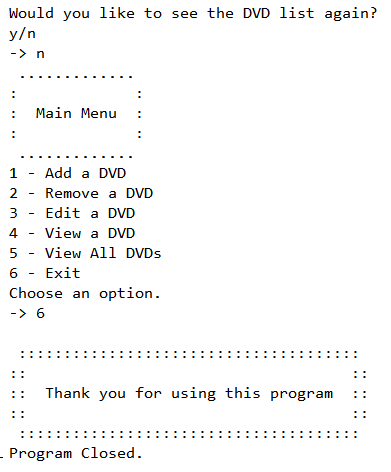 Would you like to see the DVD list again?
y/n
-> n
 .............
:             :
:  Main Menu  :
:             :
 .............
1 - Add a DVD
2 - Remove a DVD
3 - Edit a DVD
4 - View a DVD
5 - View All DVDs
6 - Exit
Choose an option.
-> 6

 ::::::::::::::::::::::::::::::::::::::
::                                    ::
::  Thank you for using this program  ::
::                                    ::
 ::::::::::::::::::::::::::::::::::::::
Program Closed.